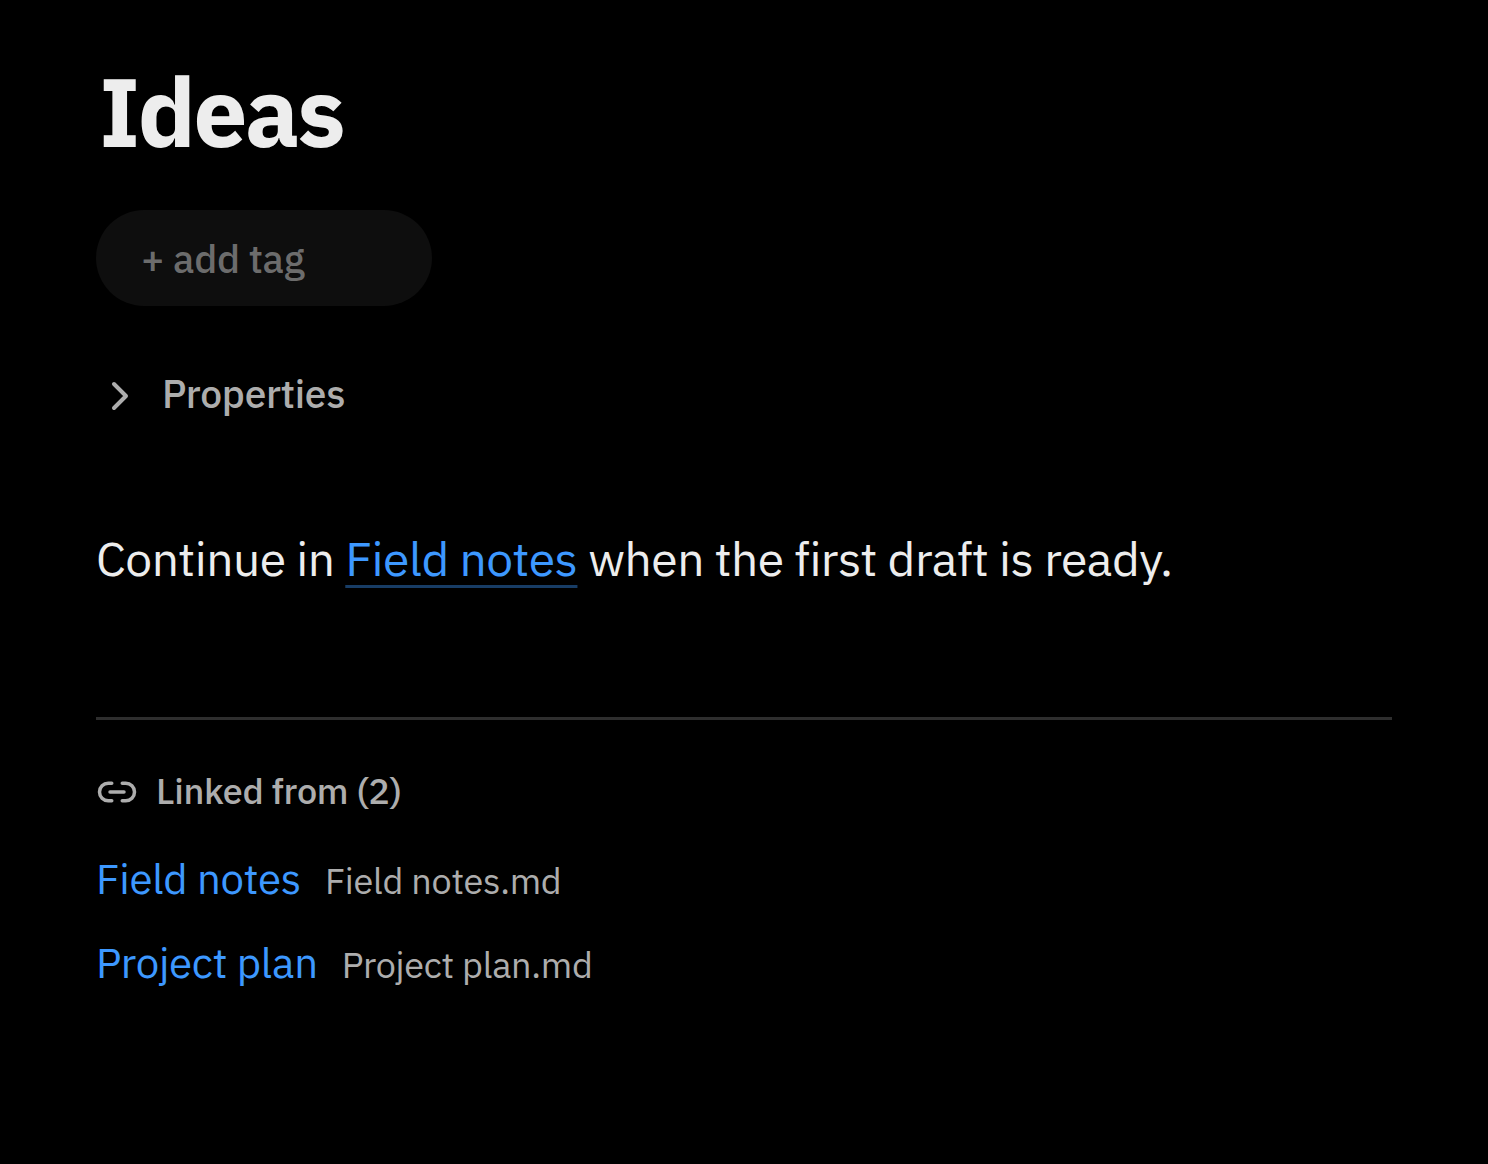 Ideas
+ add tag
Properties
Continue in Field notes when the first draft is ready.
Linked from (2)
Field notes Field notes.md
Project plan Project plan.md